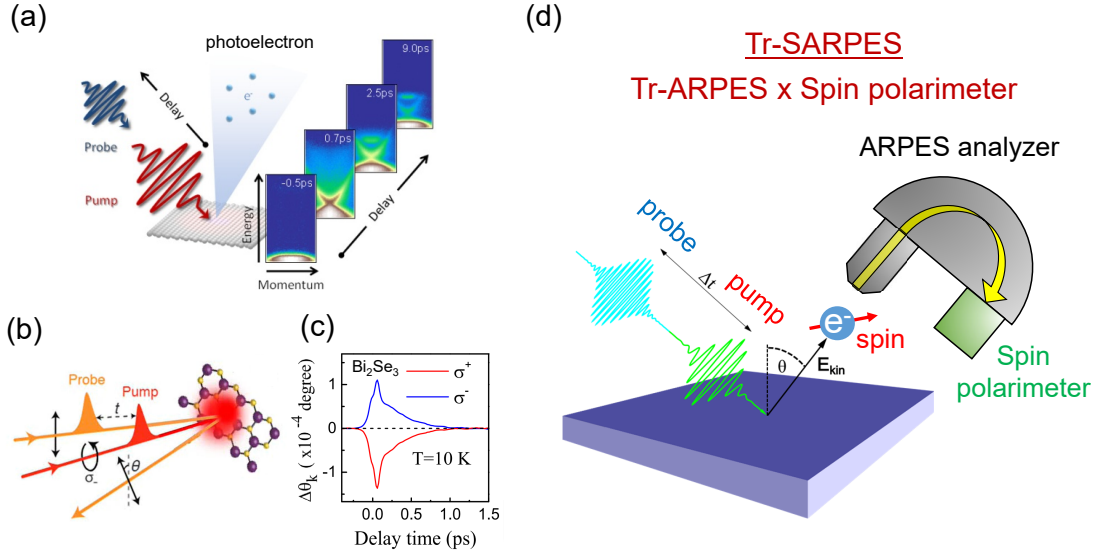 (a)
photoelectron
e-
Delay
Probe
Pump
-0.5ps
0.7ps
2.5ps
9.0ps
Energy
Momentum
Delay
(b)
Probe
Pump
t
σ₋
θ
(c)
Bi₂Se₃
σ⁺
σ⁻
T=10 K
Δθₖ ( x10⁻⁴ degree)
1
0
1
0.0
0.5
1.0
1.5
Delay time (ps)
(d)
Tr-SARPES
Tr-ARPES x Spin polarimeter
ARPES analyzer
probe
Δt
pump
e-
spin
θ
Eₖᵢₙ
Spin
polarimeter